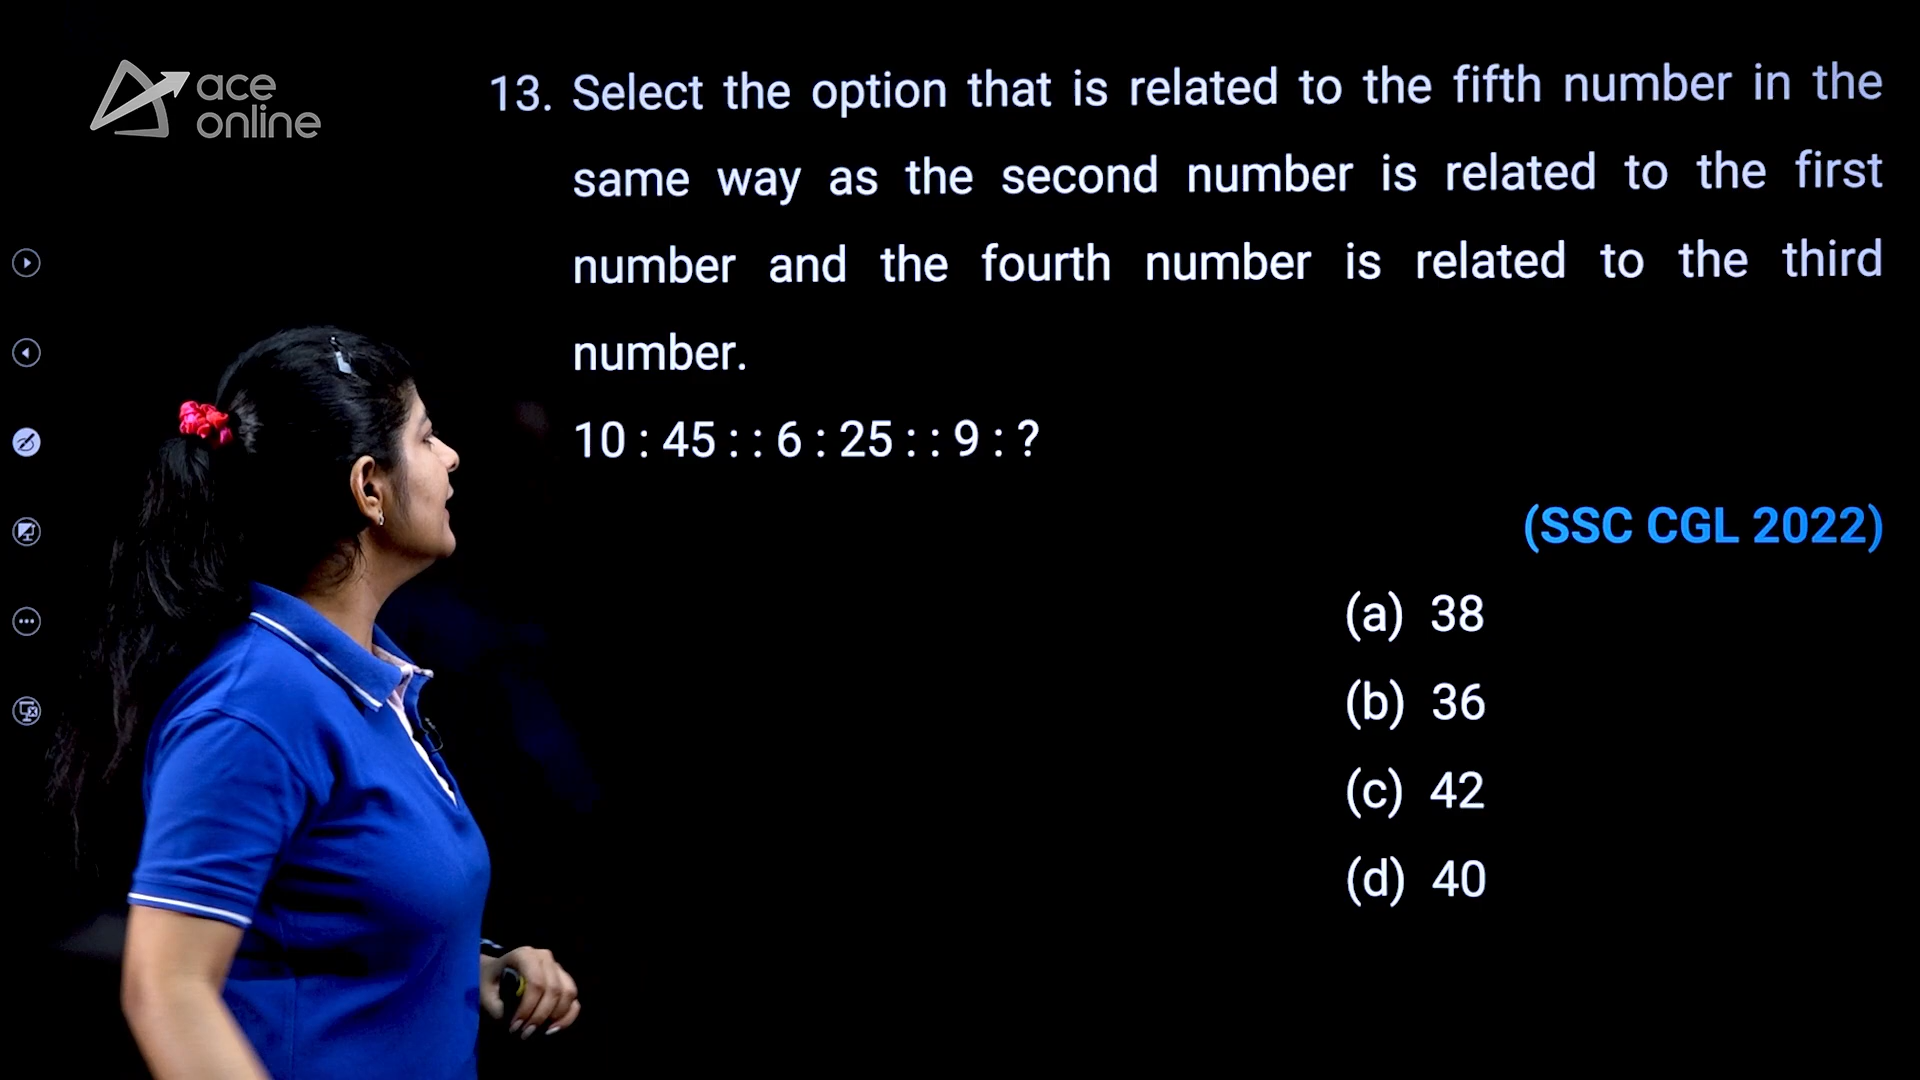 ace
online
13. Select the option that is related to the fifth number in the
same way as the second number is related to the first
number and the fourth number is related to the third
number.
10 : 45 : : 6 : 25 : : 9 : ?
(SSC CGL 2022)
(a) 38
(b) 36
(c) 42
(d) 40